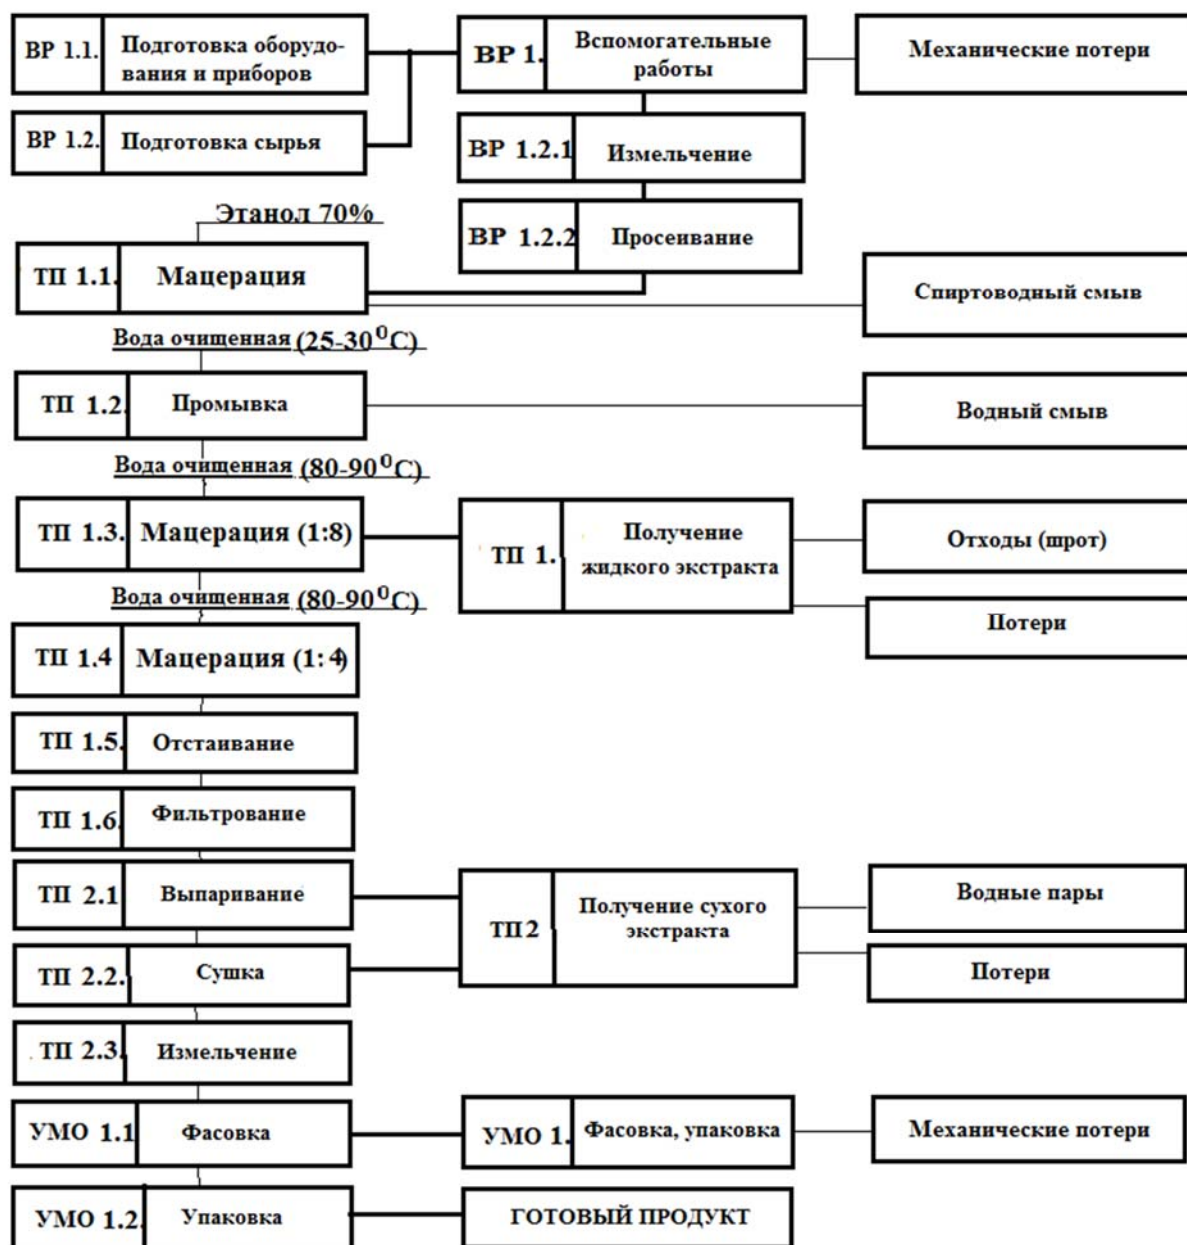 ВР 1.1.
Подготовка оборудо-
вания и приборов
ВР 1.
Вспомогательные
работы
Механические потери
ВР 1.2.
Подготовка сырья
ВР 1.2.1
Измельчение
Этанол 70%
ВР 1.2.2
Просеивание
ТП 1.1.
Мацерация
Спиртоводный смыв
Вода очищенная (25-30⁰С)
ТП 1.2.
Промывка
Водный смыв
Вода очищенная (80-90⁰С)
ТП 1.3.
Мацерация (1:8)
ТП 1.
Получение
жидкого экстракта
Отходы (шрот)
Вода очищенная (80-90⁰С)
Потери
ТП 1.4
Мацерация (1:4)
ТП 1.5.
Отстаивание
ТП 1.6.
Фильтрование
ТП 2.1
Выпаривание
ТП 2
Получение сухого
экстракта
Водные пары
ТП 2.2.
Сушка
Потери
ТП 2.3.
Измельчение
УМО 1.1
Фасовка
УМО 1.
Фасовка, упаковка
Механические потери
УМО 1.2.
Упаковка
ГОТОВЫЙ ПРОДУКТ